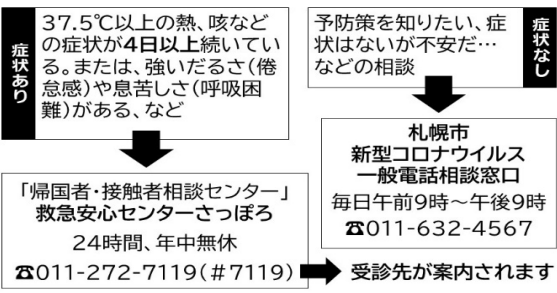 症状あり
37.5℃以上の熱、咳など
の症状が4日以上続いてい
る。または、強いだるさ(倦
怠感)や息苦しさ(呼吸困
難)がある、など
「帰国者・接触者相談センター」
救急安心センターさっぽろ
24時間、年中無休
☎011-272-7119(#7119)
受診先が案内されます
症状なし
予防策を知りたい、症
状はないが不安だ…
などの相談
札幌市
新型コロナウイルス
一般電話相談窓口
毎日午前9時~午後9時
☎011-632-4567